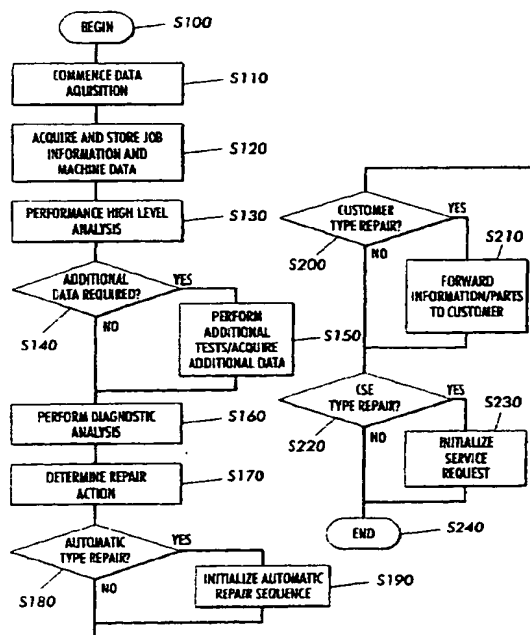 BEGIN
S100
COMMENCE DATA
AQUISITION
S110
ACQUIRE AND STORE JOB
INFORMATION AND
MACHINE DATA
S120
PERFORMANCE HIGH LEVEL
ANALYSIS
S130
ADDITIONAL
DATA REQUIRED?
YES
S140
NO
PERFORM
ADDITIONAL
TESTS/ACQUIRE
ADDITIONAL DATA
S150
PERFORM DIAGNOSTIC
ANALYSIS
S160
DETERMINE REPAIR
ACTION
S170
AUTOMATIC
TYPE REPAIR?
YES
S180
NO
INITIALIZE AUTOMATIC
REPAIR SEQUENCE
S190
CUSTOMER
TYPE REPAIR?
YES
S200
NO
S210
FORWARD
INFORMATION/PARTS
TO CUSTOMER
CSE
TYPE REPAIR?
YES
S220
NO
S230
INITIALIZE
SERVICE
REQUEST
END
S240